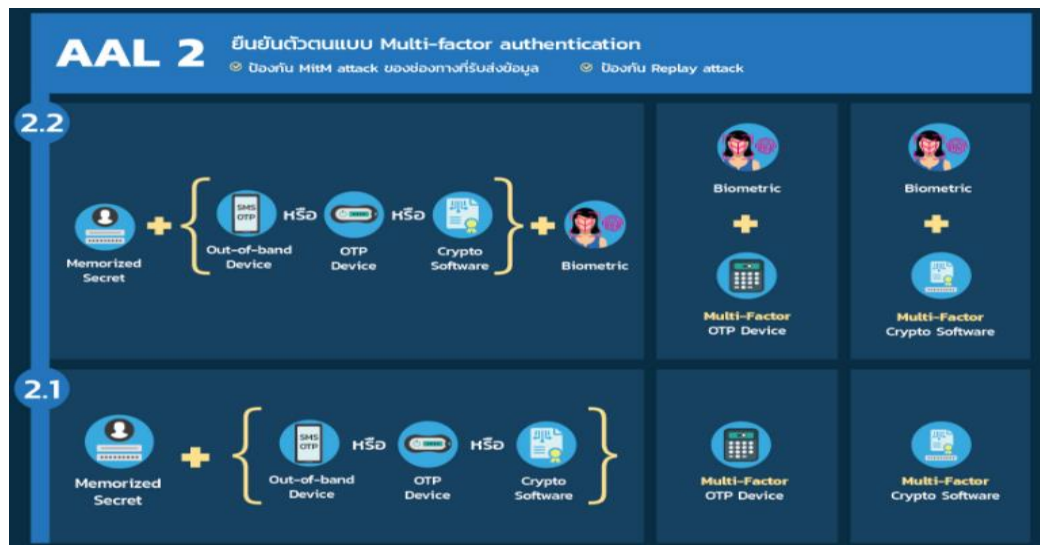 AAL 2
ยืนยันตัวตนแบบ Multi-factor authentication
ป้องกัน MitM attack ของช่องทางที่รับส่งข้อมูล
ป้องกัน Replay attack
2.2
Memorized
Secret
SMS
OTP
Out-of-band
Device
หรือ
OTP
Device
หรือ
Crypto
Software
Biometric
Biometric
Multi-Factor
OTP Device
Biometric
Multi-Factor
Crypto Software
2.1
Memorized
Secret
SMS
OTP
Out-of-band
Device
หรือ
OTP
Device
หรือ
Crypto
Software
Multi-Factor
OTP Device
Multi-Factor
Crypto Software